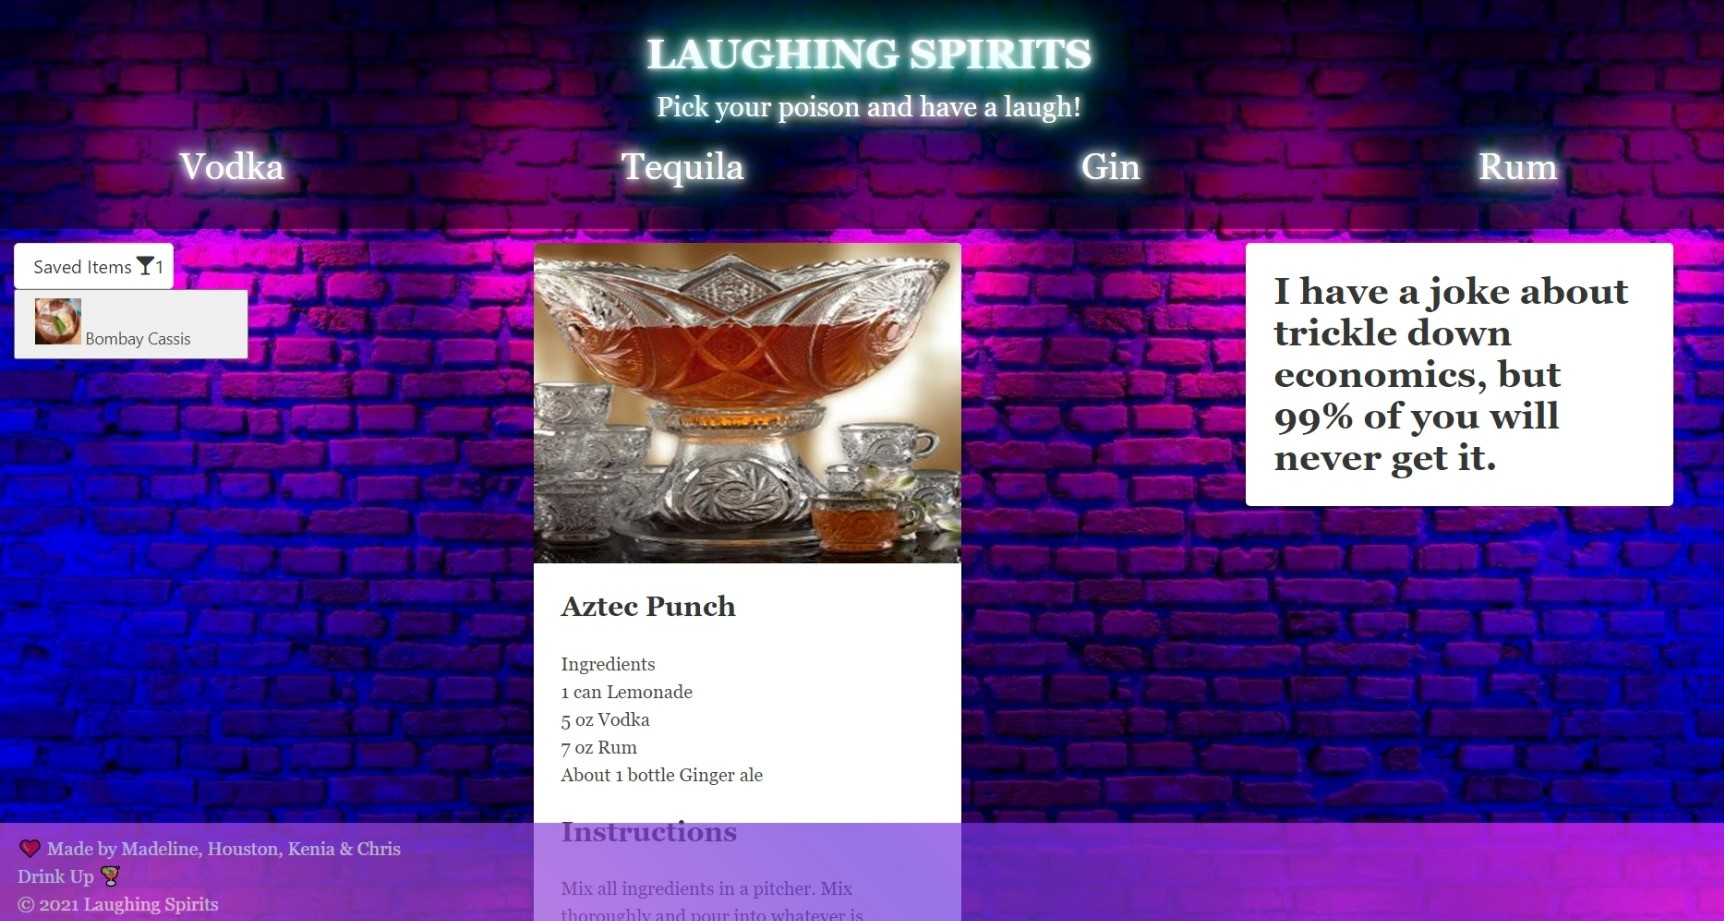 LAUGHING SPIRITS
Pick your poison and have a laugh!
Vodka
Tequila
Gin
Rum
Saved Items 1
Bombay Cassis
Aztec Punch
Ingredients
1 can Lemonade
5 oz Vodka
7 oz Rum
About 1 bottle Ginger ale
Instructions
Mix all ingredients in a pitcher. Mix
thoroughly and pour into whatever is
I have a joke about
trickle down
economics, but
99% of you will
never get it.
Made by Madeline, Houston, Kenia & Chris
Drink Up
© 2021 Laughing Spirits